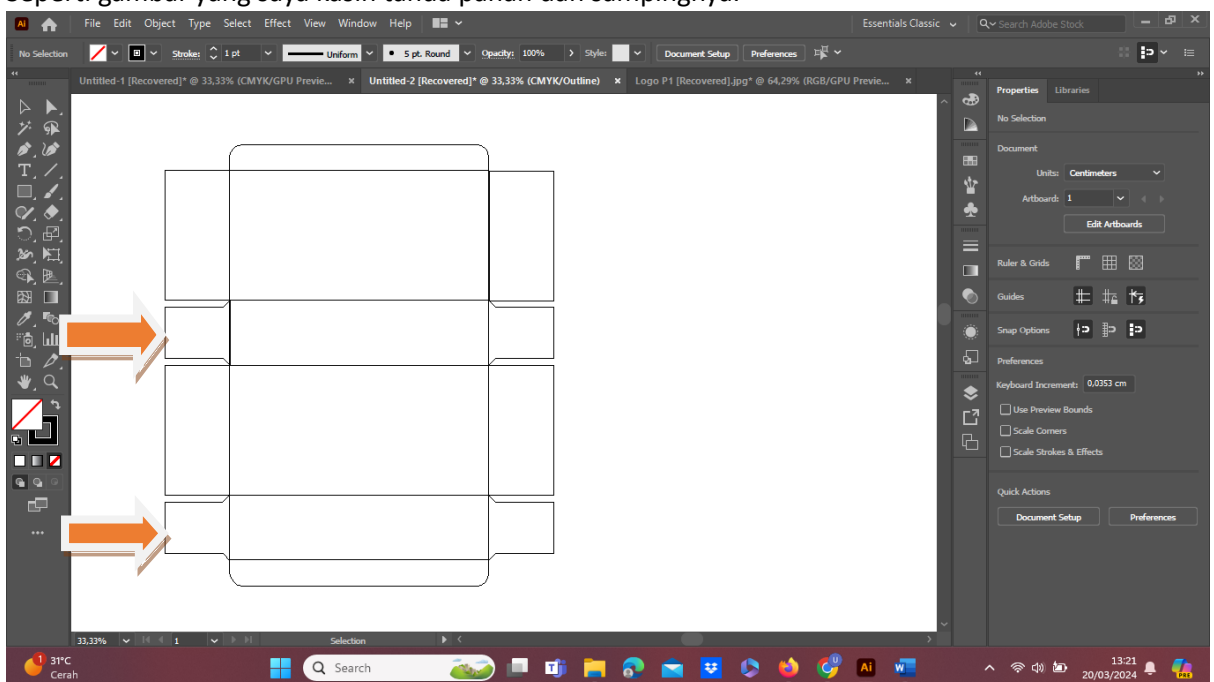 seperti gambar yang saya kasih tanda panah dan sampingnya.
Ai File Edit Object Type Select Effect View Window Help Essentials Classic Search Adobe Stock
No Selection Stroke: 1 pt Uniform 5 pt. Round Opacity: 100% Style: Document Setup Preferences
Untitled-1 [Recovered]* @ 33,33% (CMYK/GPU Previe... × Untitled-2 [Recovered]* @ 33,33% (CMYK/Outline) × Logo P1 [Recovered].jpg* @ 64,29% (RGB/GPU Previe... ×
Properties Libraries
No Selection
Document
Units: Centimeters
Artboard: 1
Edit Artboards
Ruler & Grids
Guides
Snap Options
Preferences
Keyboard Increment: 0,0353 cm
Use Preview Bounds
Scale Corners
Scale Strokes & Effects
Quick Actions
Document Setup Preferences
33,33% 1 Selection
1 31°C
Cerah
Search
U
Ai
PRE
13:21
20/03/2024